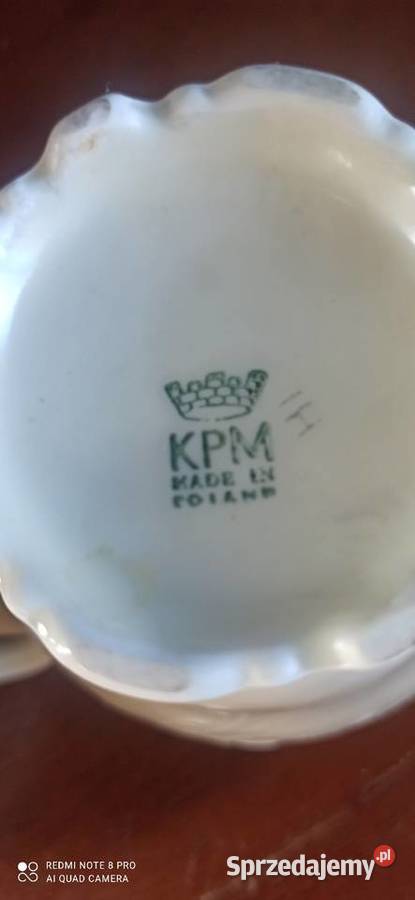 KPM
MADE IN
POLAND
H
REDMI NOTE 8 PRO
AI QUAD CAMERA
Sprzedajemy.pl